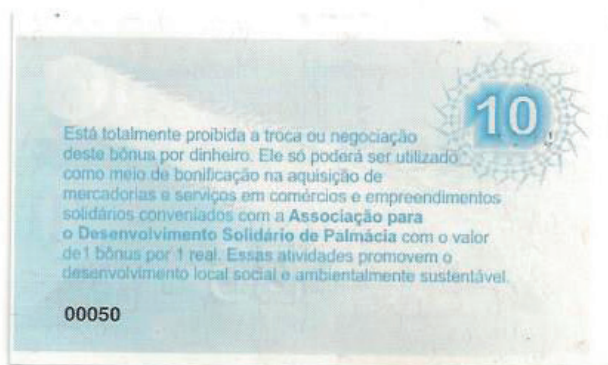 10
Está totalmente proibida a troca ou negociação
deste bônus por dinheiro. Ele só poderá ser utilizado
como meio de bonificação na aquisição de
mercadorias e serviços em comércios e empreendimentos
solidários conveniados com a Associação para
o Desenvolvimento Solidário de Palmácia com o valor
de1 bônus por 1 real. Essas atividades promovem o
desenvolvimento local social e ambientalmente sustentável.
00050